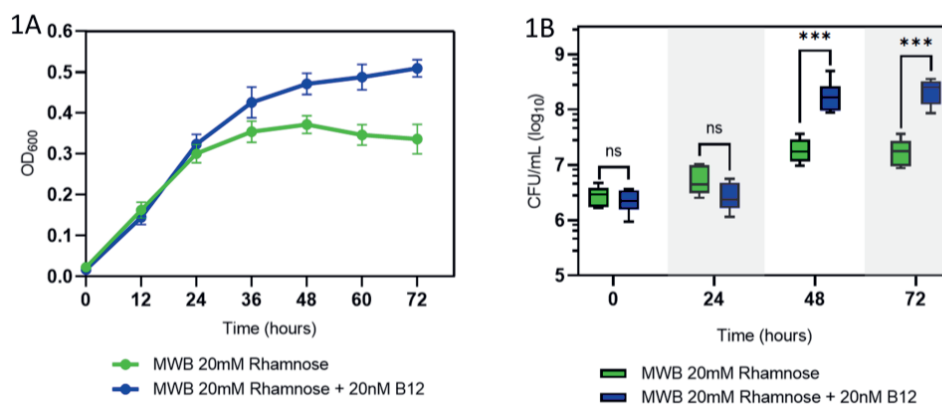 1A
0.6
0.5
0.4
0.3
0.2
0.1
0.0
OD600
0 12 24 36 48 60 72
Time (hours)
MWB 20mM Rhamnose
MWB 20mM Rhamnose + 20nM B12
1B
9
8
7
6
5
CFU/mL (log10)
ns
ns
***
***
0 24 48 72
Time (hours)
MWB 20mM Rhamnose
MWB 20mM Rhamnose + 20nM B12